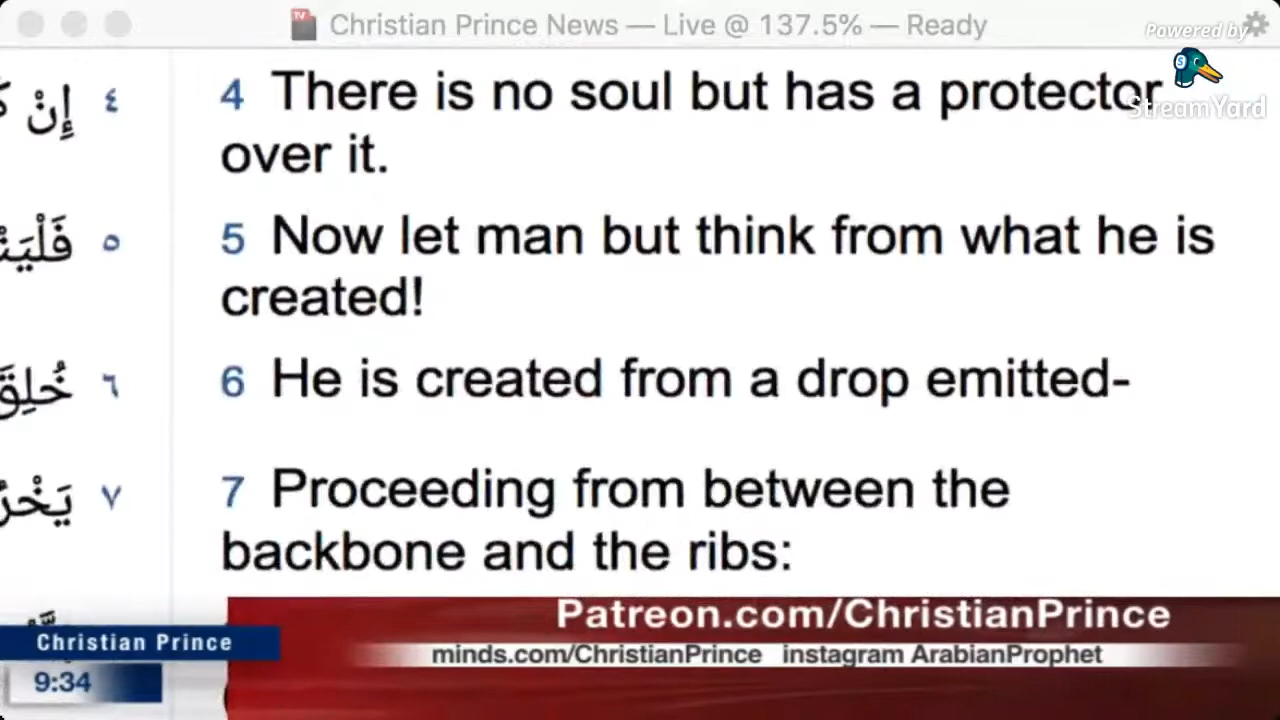 Christian Prince News — Live @ 137.5% — Ready
Powered by
StreamYard
4 There is no soul but has a protector
over it.
إِنْ ٤
5 Now let man but think from what he is
created!
٥
6 He is created from a drop emitted-
خُلِقَ ٦
7 Proceeding from between the
backbone and the ribs:
٧
Patreon.com/ChristianPrince
Christian Prince
minds.com/ChristianPrince instagram ArabianProphet
9:34